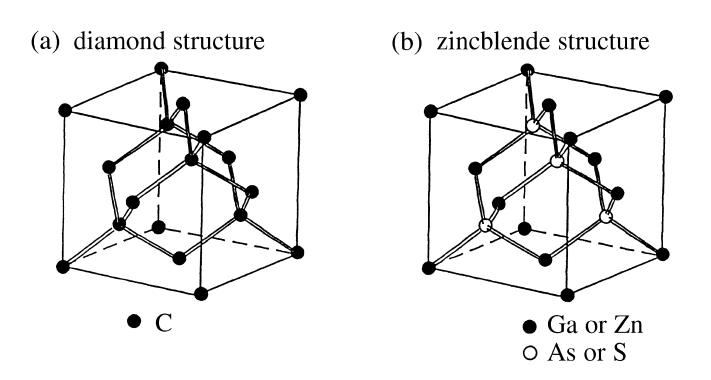 (a) diamond structure
(b) zincblende structure
C
Ga or Zn
As or S